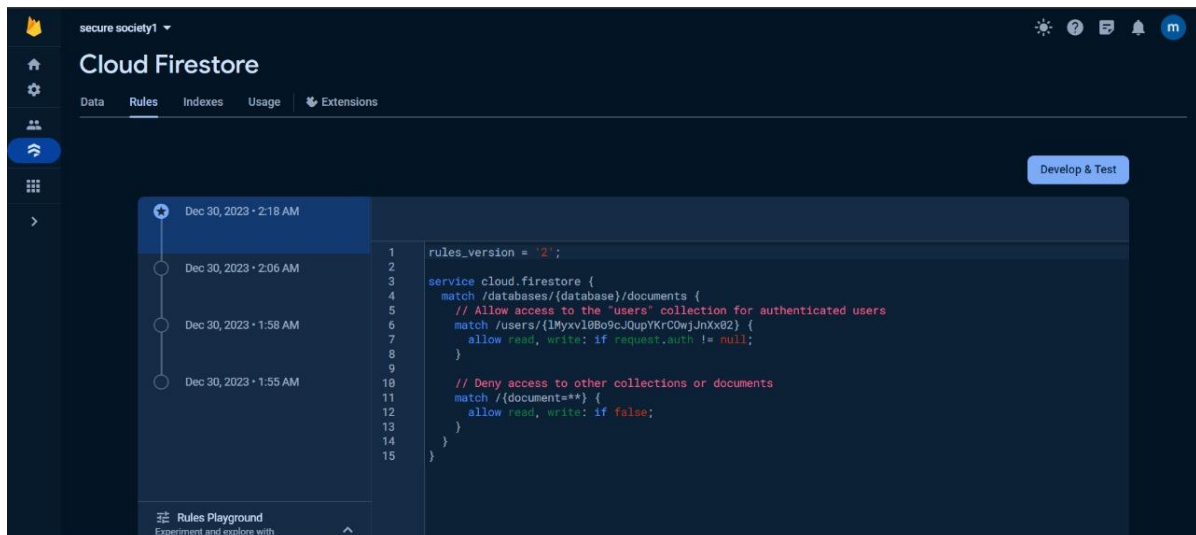 secure society1
m
Cloud Firestore
Data Rules Indexes Usage Extensions
Develop & Test
Dec 30, 2023 • 2:18 AM
Dec 30, 2023 • 2:06 AM
Dec 30, 2023 • 1:58 AM
Dec 30, 2023 • 1:55 AM
1 rules_version = '2';
2
3 service cloud.firestore {
4 match /databases/{database}/documents {
5 // Allow access to the "users" collection for authenticated users
6 match /users/{lMyxvl0Bo9cJQupYKrCOwjJnXx02} {
7 allow read, write: if request.auth != null;
8 }
9
10 // Deny access to other collections or documents
11 match /{document=**} {
12 allow read, write: if false;
13 }
14 }
15 }
Rules Playground
Experiment and explore with